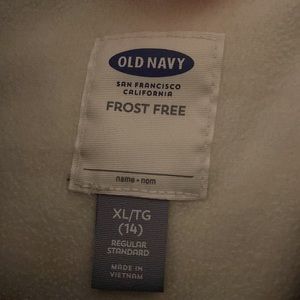 OLD NAVY
SAN FRANCISCO
CALIFORNIA
FROST FREE
name • nom
XL/TG
(14)
REGULAR
STANDARD
MADE IN
VIETNAM